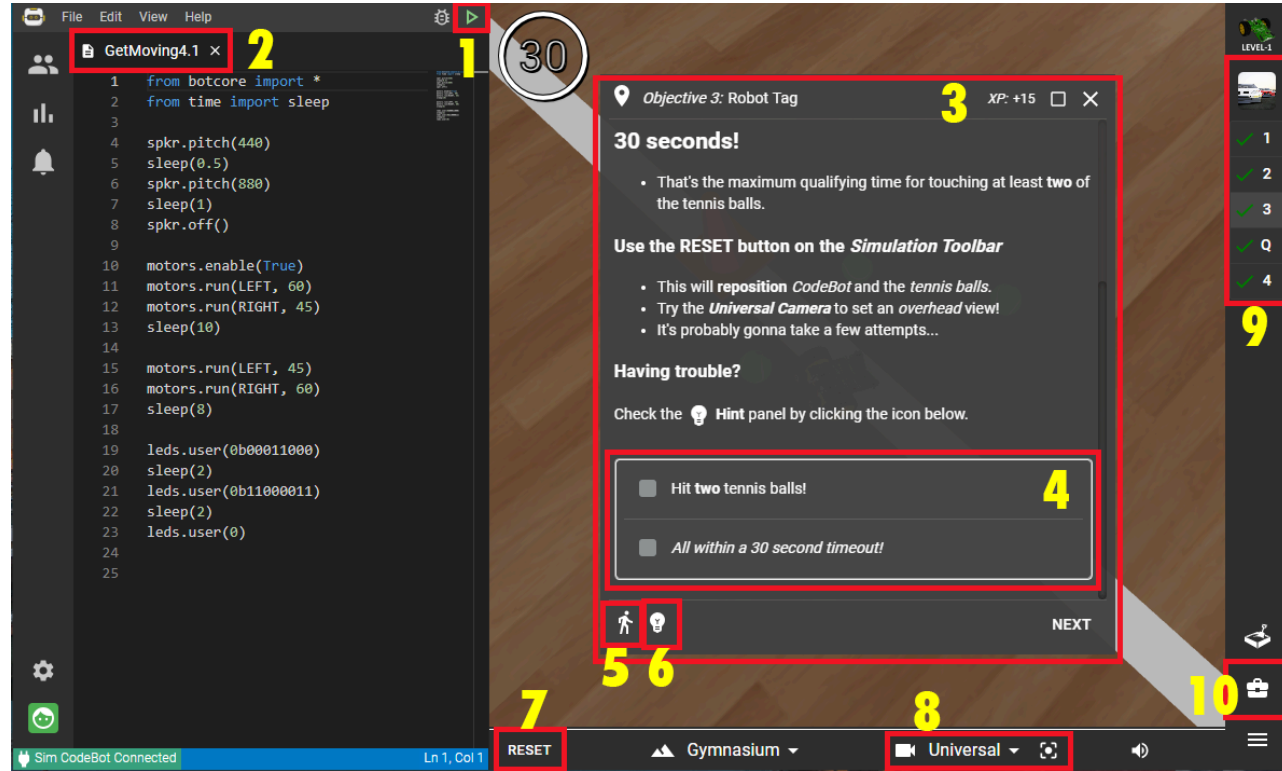 File Edit View Help
1
GetMoving4.1 ×
2
1 from botcore import *
2 from time import sleep
3
4 spkr.pitch(440)
5 sleep(0.5)
6 spkr.pitch(880)
7 sleep(1)
8 spkr.off()
9
10 motors.enable(True)
11 motors.run(LEFT, 60)
12 motors.run(RIGHT, 45)
13 sleep(10)
14
15 motors.run(LEFT, 45)
16 motors.run(RIGHT, 60)
17 sleep(8)
18
19 leds.user(0b00011000)
20 sleep(2)
21 leds.user(0b11000011)
22 sleep(2)
23 leds.user(0)
24
25
Sim CodeBot Connected
Ln 1, Col 1
30
Objective 3: Robot Tag
3
XP: +15
30 seconds!
• That's the maximum qualifying time for touching at least two of
the tennis balls.
Use the RESET button on the Simulation Toolbar
• This will reposition CodeBot and the tennis balls.
• Try the Universal Camera to set an overhead view!
• It's probably gonna take a few attempts...
Having trouble?
Check the Hint panel by clicking the icon below.
Hit two tennis balls!
4
All within a 30 second timeout!
NEXT
5
6
7
8
RESET
Gymnasium
Universal
LEVEL-1
1
2
3
Q
4
9
10